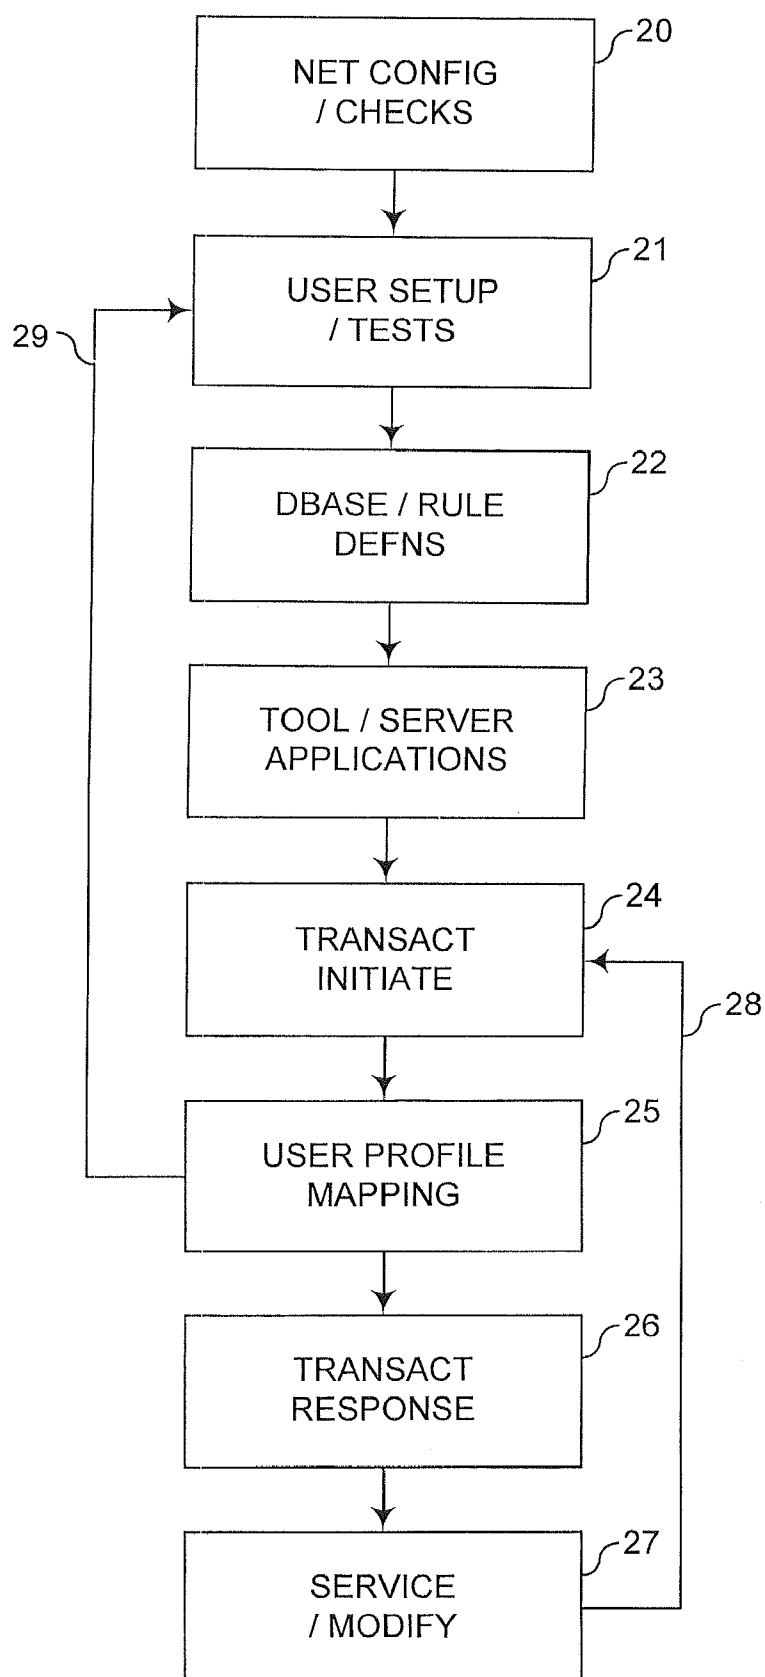 20
NET CONFIG
/ CHECKS
21
USER SETUP
/ TESTS
29
22
DBASE / RULE
DEFNS
23
TOOL / SERVER
APPLICATIONS
24
TRANSACT
INITIATE
28
25
USER PROFILE
MAPPING
26
TRANSACT
RESPONSE
27
SERVICE
/ MODIFY